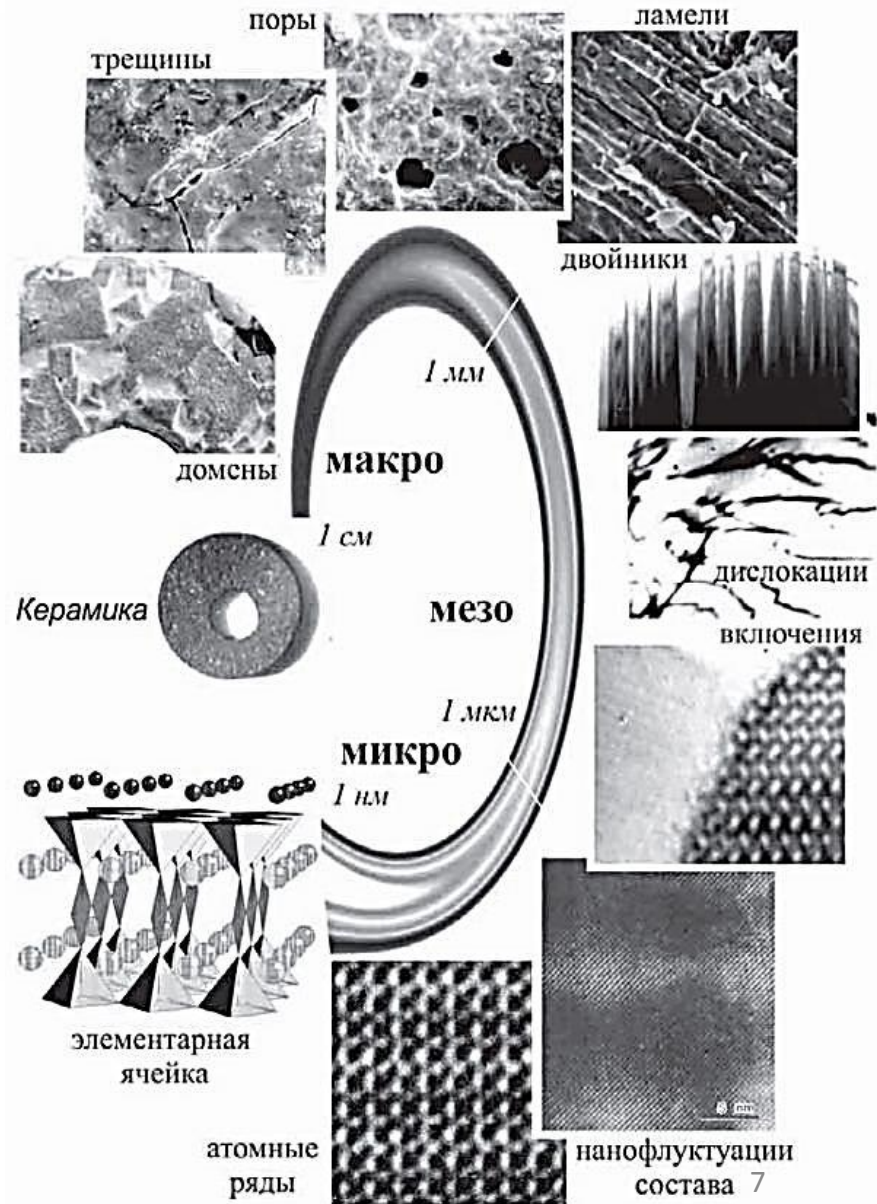 поры
ламели
трещины
двойники
1 мм
домены
макро
1 см
Керамика
мезо
дислокации
включения
1 мкм
микро
1 нм
элементарная
ячейка
атомные
ряды
нанофлуктуации
состава
7